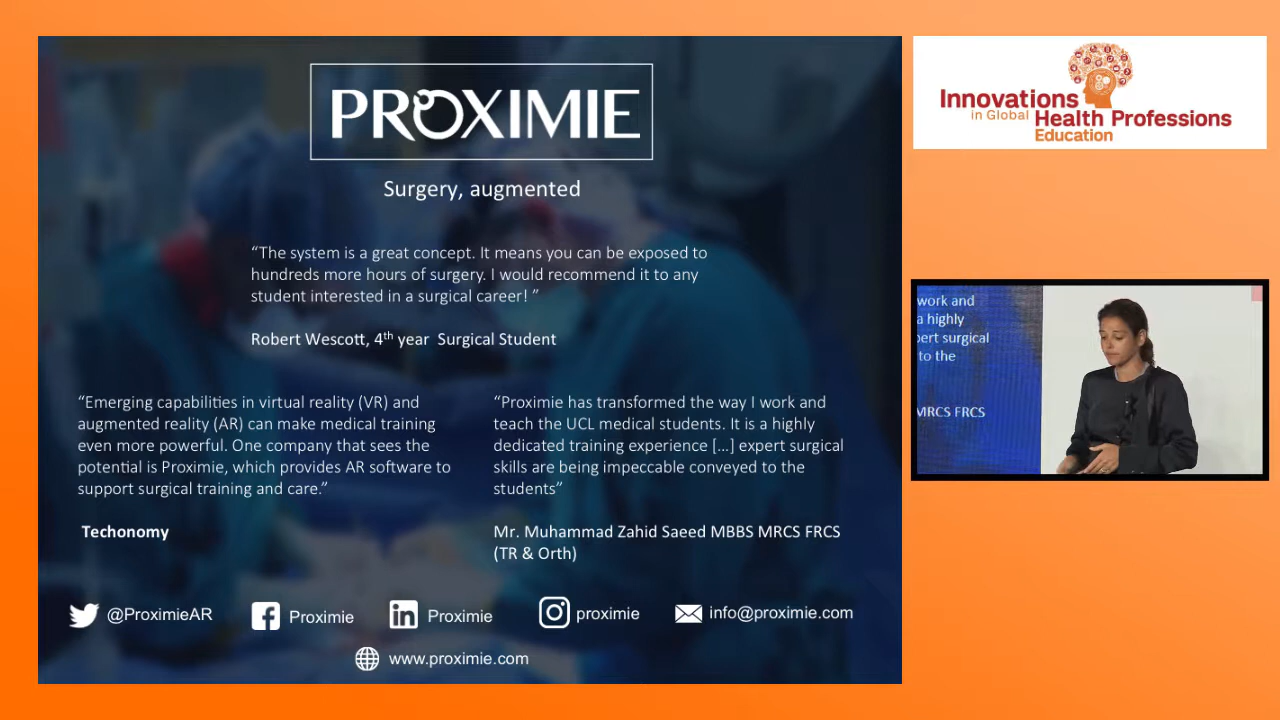 PROXIMIE
Surgery, augmented
“The system is a great concept. It means you can be exposed to
hundreds more hours of surgery. I would recommend it to any
student interested in a surgical career! ”
Robert Wescott, 4th year Surgical Student
“Emerging capabilities in virtual reality (VR) and
augmented reality (AR) can make medical training
even more powerful. One company that sees the
potential is Proximie, which provides AR software to
support surgical training and care.”
Techonomy
“Proximie has transformed the way I work and
teach the UCL medical students. It is a highly
dedicated training experience [...] expert surgical
skills are being impeccable conveyed to the
students”
Mr. Muhammad Zahid Saeed MBBS MRCS FRCS
(TR & Orth)
@ProximieAR
Proximie
in Proximie
proximie
info@proximie.com
www.proximie.com
Innovations
in Global Health Professions
Education
work and
a highly
pert surgical
to the
MRCS FRCS